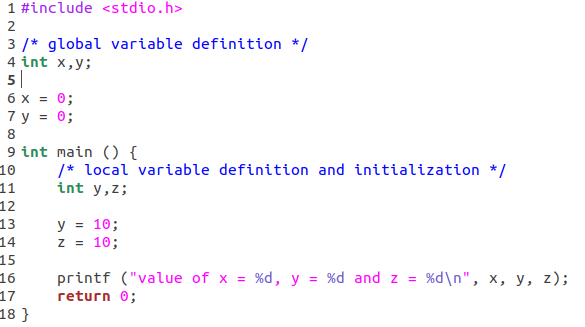 1 #include <stdio.h>
2
3 /* global variable definition */
4 int x,y;
5
6 x = 0;
7 y = 0;
8
9 int main () {
10     /* local variable definition and initialization */
11     int y,z;
12
13     y = 10;
14     z = 10;
15
16     printf ("value of x = %d, y = %d and z = %d\n", x, y, z);
17     return 0;
18 }